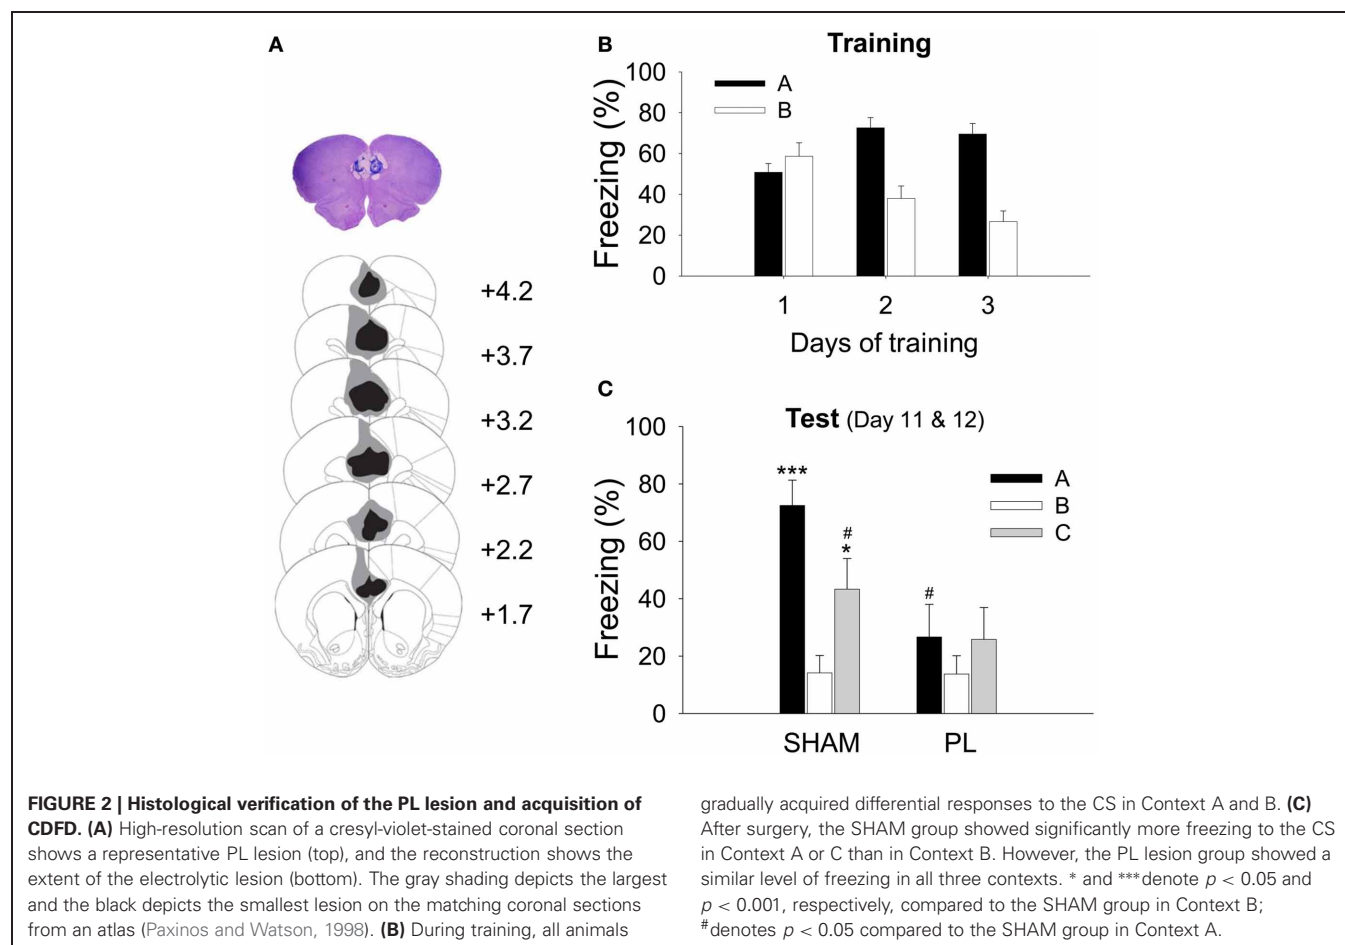 A
+4.2
+3.7
+3.2
+2.7
+2.2
+1.7
B
Training
A
B
Freezing (%)
100
80
60
40
20
0
1 2 3
Days of training
C
Test (Day 11 & 12)
A
B
C
Freezing (%)
100
80
60
40
20
0
***
#
*
#
SHAM PL
FIGURE 2 | Histological verification of the PL lesion and acquisition of
CDFD. (A) High-resolution scan of a cresyl-violet-stained coronal section
shows a representative PL lesion (top), and the reconstruction shows the
extent of the electrolytic lesion (bottom). The gray shading depicts the largest
and the black depicts the smallest lesion on the matching coronal sections
from an atlas (Paxinos and Watson, 1998). (B) During training, all animals
gradually acquired differential responses to the CS in Context A and B. (C)
After surgery, the SHAM group showed significantly more freezing to the CS
in Context A or C than in Context B. However, the PL lesion group showed a
similar level of freezing in all three contexts. * and ***denote p < 0.05 and
p < 0.001, respectively, compared to the SHAM group in Context B;
#denotes p < 0.05 compared to the SHAM group in Context A.